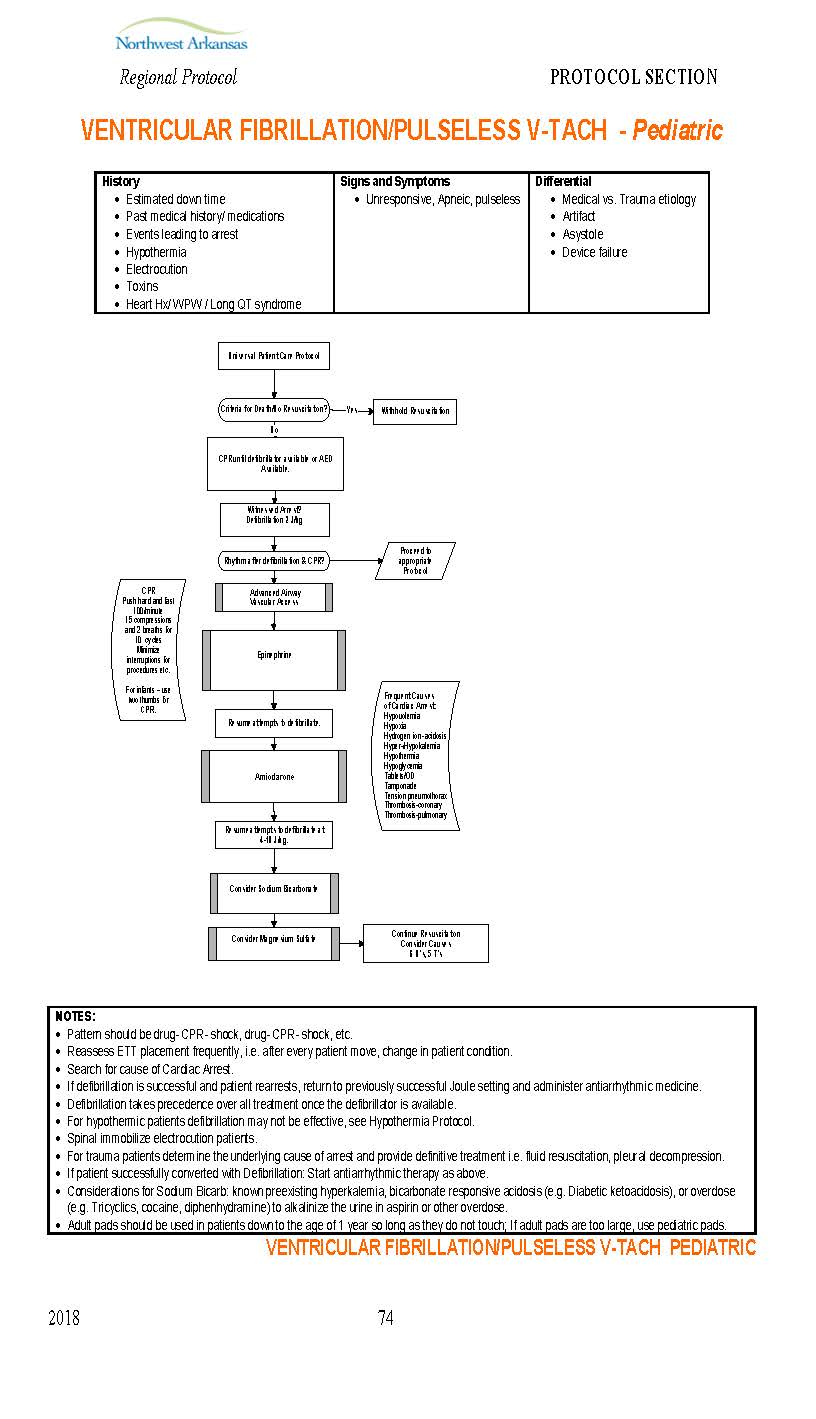 Northwest Arkansas
Regional Protocol
PROTOCOL SECTION
VENTRICULAR FIBRILLATION/PULSELESS V-TACH - Pediatric
History
• Estimated down time
• Past medical history/ medications
• Events leading to arrest
• Hypothermia
• Electrocution
• Toxins
• Heart Hx/ WPW / Long QT syndrome
Signs and Symptoms
• Unresponsive, Apneic, pulseless
Differential
• Medical vs. Trauma etiology
• Artifact
• Asystole
• Device failure
Universal Patient Care Protocol
Criteria for Death/No Resuscitation?
Yes
Withhold Resuscitation
No
CPR until defibrillator available or AED
Available.
Witnessed Arrest?
Defibrillation 2 J/kg
Rhythm after defibrillation & CPR?
Proceed to
appropriate
Protocol
Advanced Airway
Vascular Access
CPR
Push hard and fast
100/minute
15 compressions
and 2 breaths for
10 cycles
Minimize
interruptions for
procedures etc.
For infants – use
two thumbs for
CPR.
Epinephrine
Resume attempts to defibrillate.
Frequent Causes
of Cardiac Arrest:
Hypovolemia
Hypoxia
Hydrogen ion-acidosis
Hyper-Hypokalemia
Hypothermia
Hypoglycemia
Tablets/OD
Tamponade
Tension pneumothorax
Thrombosis-coronary
Thrombosis-pulmonary
Amiodarone
Resume attempts to defibrillate at
4-10 J/kg.
Consider Sodium Bicarbonate
Consider Magnesium Sulfate
Continue Resuscitation
Consider Causes
6 H's, 5 T's
NOTES:
• Pattern should be drug- CPR- shock, drug- CPR- shock, etc.
• Reassess ETT placement frequently, i.e. after every patient move, change in patient condition.
• Search for cause of Cardiac Arrest.
• If defibrillation is successful and patient rearrests, return to previously successful Joule setting and administer antiarrhythmic medicine.
• Defibrillation takes precedence over all treatment once the defibrillator is available.
• For hypothermic patients defibrillation may not be effective, see Hypothermia Protocol.
• Spinal immobilize electrocution patients.
• For trauma patients determine the underlying cause of arrest and provide definitive treatment i.e. fluid resuscitation, pleural decompression.
• If patient successfully converted with Defibrillation: Start antiarrhythmic therapy as above.
• Considerations for Sodium Bicarb: known preexisting hyperkalemia, bicarbonate responsive acidosis (e.g. Diabetic ketoacidosis), or overdose
(e.g. Tricyclics, cocaine, diphenhydramine) to alkalinize the urine in aspirin or other overdose.
• Adult pads should be used in patients down to the age of 1 year so long as they do not touch; If adult pads are too large, use pediatric pads.
VENTRICULAR FIBRILLATION/PULSELESS V-TACH PEDIATRIC
2018
74